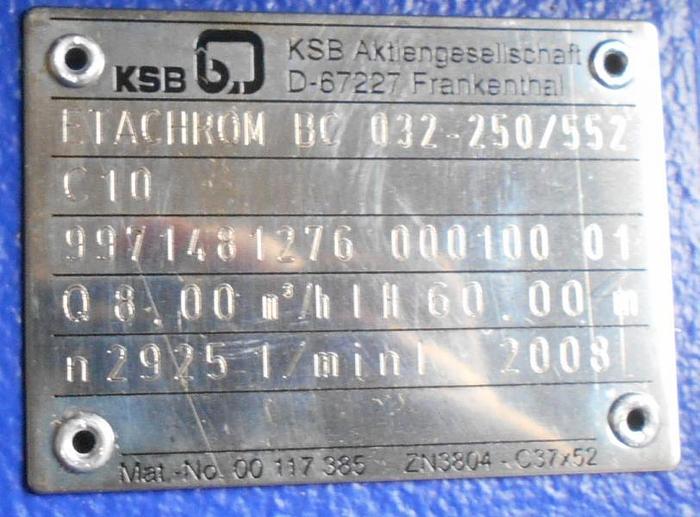 KSB KSB Aktiengesellschaft
D-67227 Frankenthal
ETACHROM BC 032-250/552
C10
9971481276 000100 01
Q 8.00 m³/h|H 60.00 m
n 2925 1/min| 2008|
Mat.-No. 00 117 385 ZN3804 - C37x52